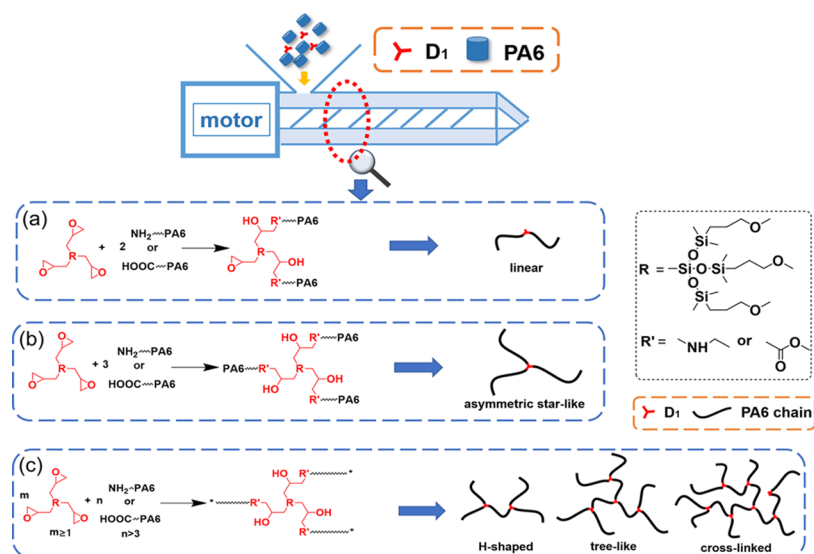 D₁ PA6
motor
(a)
O
O O
R
+ 2
NH₂~PA6
or
HOOC~PA6
HO R' PA6
R
O OH
R' PA6
linear
(b)
O
O O
R
+ 3
NH₂~PA6
or
HOOC~PA6
HO R' PA6
PA6 R' R
OH OH
R' PA6
asymmetric star-like
(c)
m
O
O O
R
m≥1
+ n
NH₂~PA6
or
HOOC~PA6
n>3
HO R' *
* R' R
OH OH
R' *
H-shaped tree-like cross-linked
Si O
O
R = Si O Si O
O
Si O
R' = NH or O
O
D₁ PA6 chain